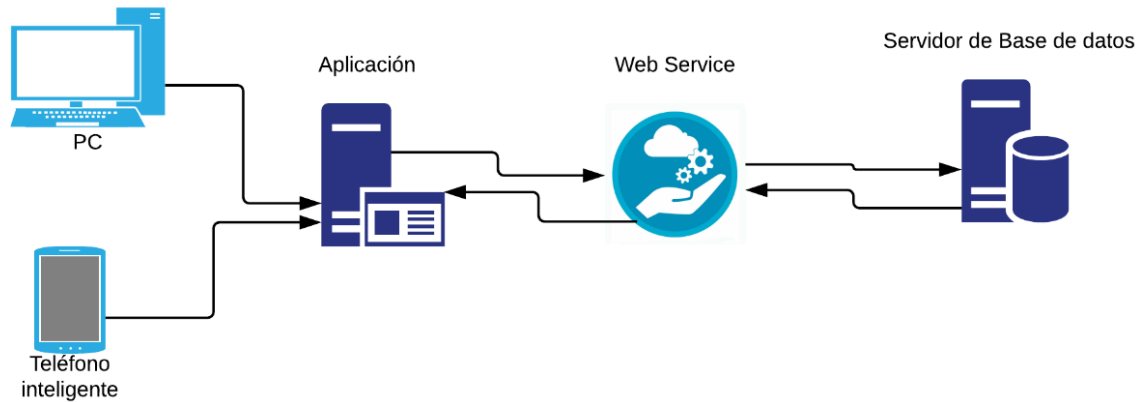 Servidor de Base de datos
Aplicación
Web Service
PC
Teléfono
inteligente